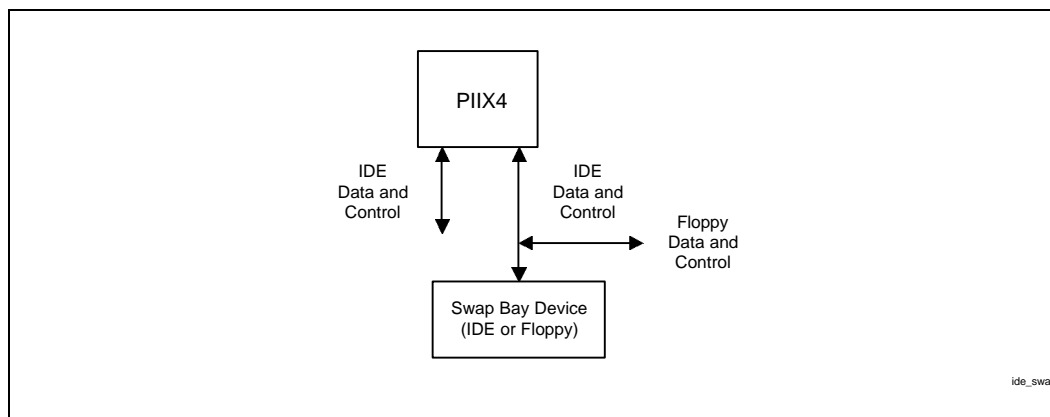 PIIX4
IDE
Data and
Control
IDE
Data and
Control
Floppy
Data and
Control
Swap Bay Device
(IDE or Floppy)
ide_swa